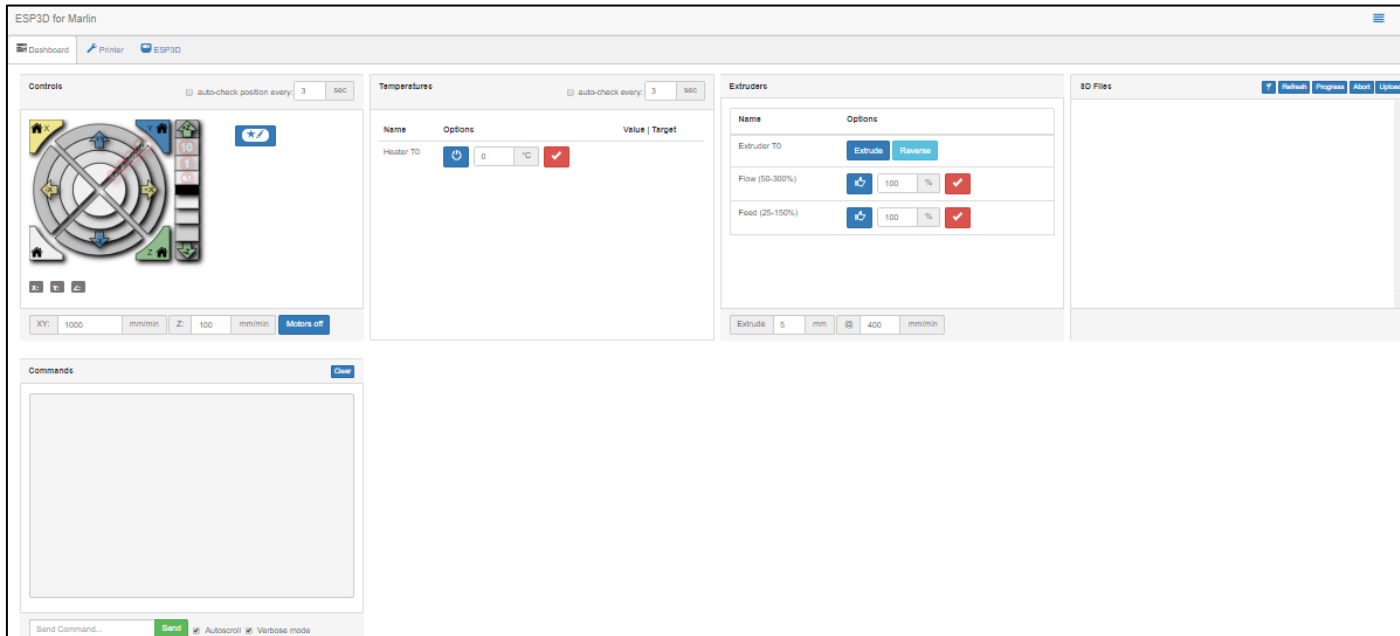 ESP3D for Marlin
Dashboard Printer ESP3D
Controls
auto-check position every: 3 sec
X
Y
10
1
0.1
-X
+X
Z
X: Y: Z:
XY: 1000 mm/min Z: 100 mm/min Motors off
Temperatures
auto-check every: 3 sec
Name Options Value | Target
Heater T0 0 °C
Extruders
Name Options
Extruder T0 Extrude Reverse
Flow (50-300%) 100 %
Feed (25-150%) 100 %
Extrude 5 mm @ 400 mm/min
SD Files
Refresh Progress Abort Upload
Commands
Clear
Send Command... Send Autoscroll Verbose mode